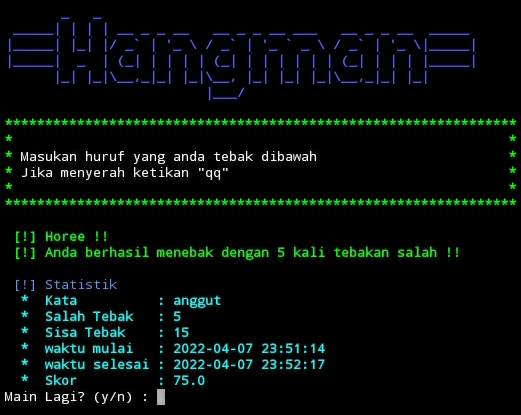 Hangman
Masukan huruf yang anda tebak dibawah
Jika menyerah ketikan "qq"
[!] Horee !!
[!] Anda berhasil menebak dengan 5 kali tebakan salah !!
[!] Statistik
* Kata : anggut
* Salah Tebak : 5
* Sisa Tebak : 15
* waktu mulai : 2022-04-07 23:51:14
* waktu selesai : 2022-04-07 23:52:17
* Skor : 75.0
Main Lagi? (y/n) :